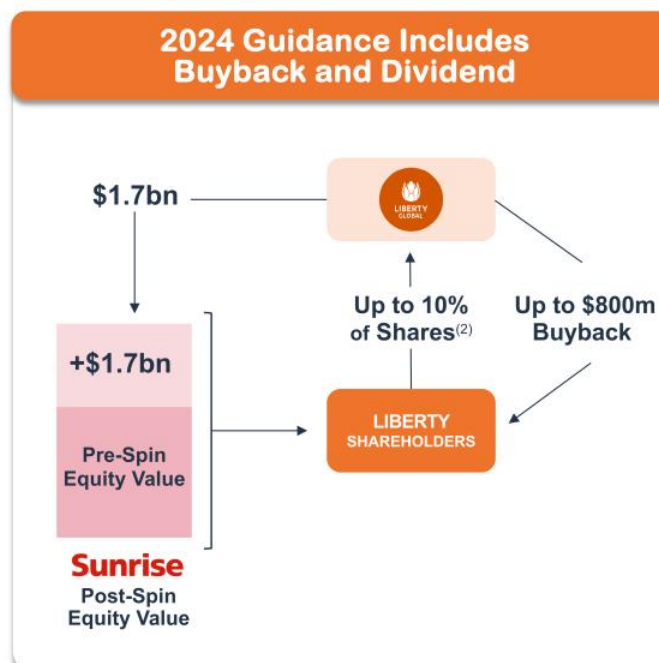 2024 Guidance Includes
Buyback and Dividend
$1.7bn
LIBERTY
GLOBAL
Up to 10%
of Shares(2)
Up to $800m
Buyback
+$1.7bn
Pre-Spin
Equity Value
LIBERTY
SHAREHOLDERS
Sunrise
Post-Spin
Equity Value